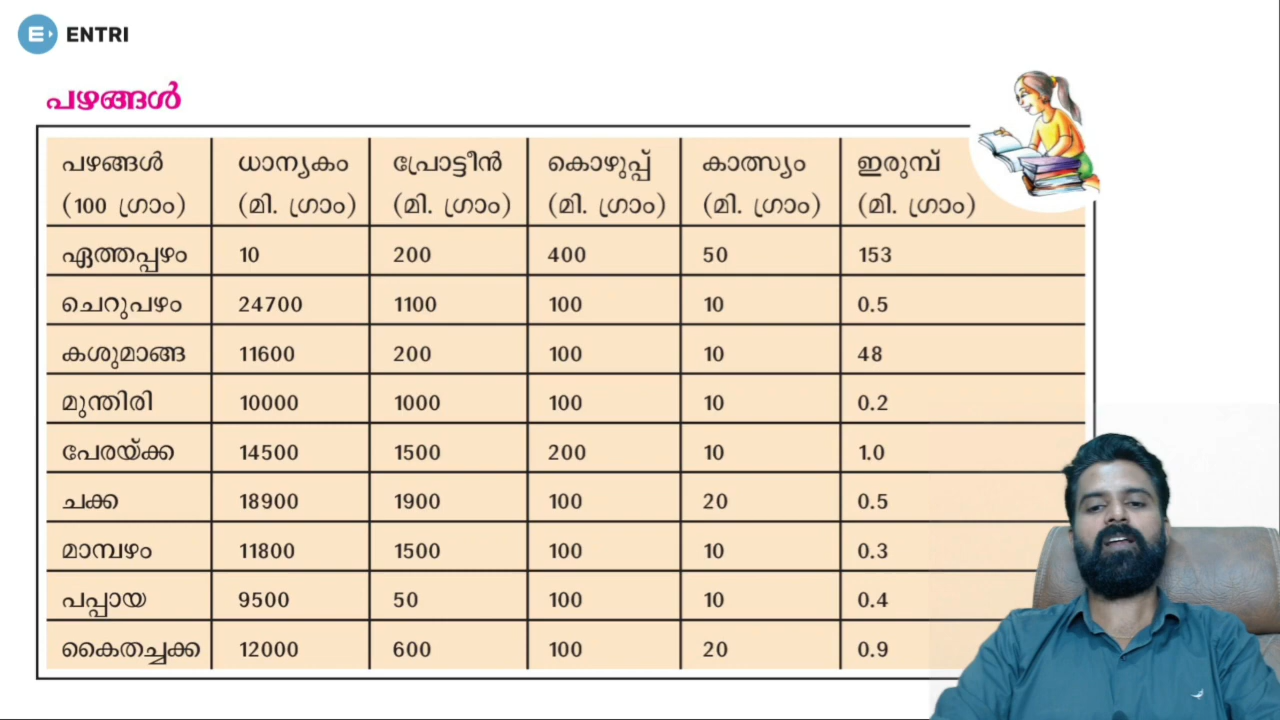 ENTRI
പഴങ്ങൾ
പഴങ്ങൾ ധാന്യകം പ്രോട്ടീൻ കൊഴുപ്പ് കാത്സ്യം ഇരുമ്പ്
(100 ഗ്രാം) (മി. ഗ്രാം) (മി. ഗ്രാം) (മി. ഗ്രാം) (മി. ഗ്രാം) (മി. ഗ്രാം)
ഏത്തപ്പഴം 10 200 400 50 153
ചെറുപഴം 24700 1100 100 10 0.5
കശുമാങ്ങ 11600 200 100 10 48
മുന്തിരി 10000 1000 100 10 0.2
പേരയ്ക്ക 14500 1500 200 10 1.0
ചക്ക 18900 1900 100 20 0.5
മാമ്പഴം 11800 1500 100 10 0.3
പപ്പായ 9500 50 100 10 0.4
കൈതച്ചക്ക 12000 600 100 20 0.9